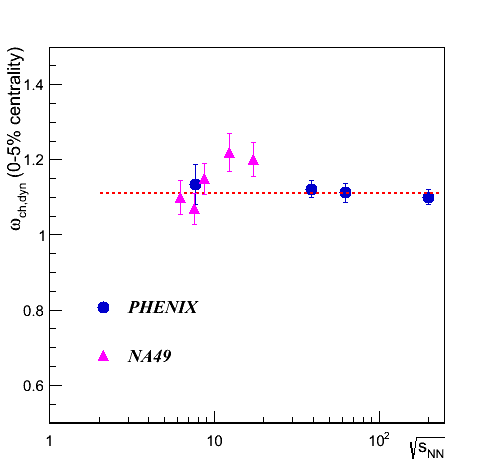 ω_ch,dyn (0-5% centrality)
1.4
1.2
1
0.8
0.6
PHENIX
NA49
1
10
10²
√s_NN